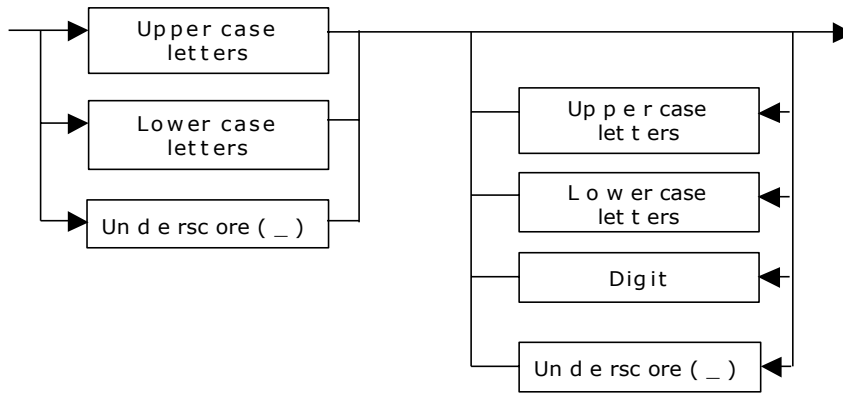 Upper case
letters
Lower case
letters
Underscore ( _ )
Upper case
letters
Lower case
letters
Digit
Underscore ( _ )